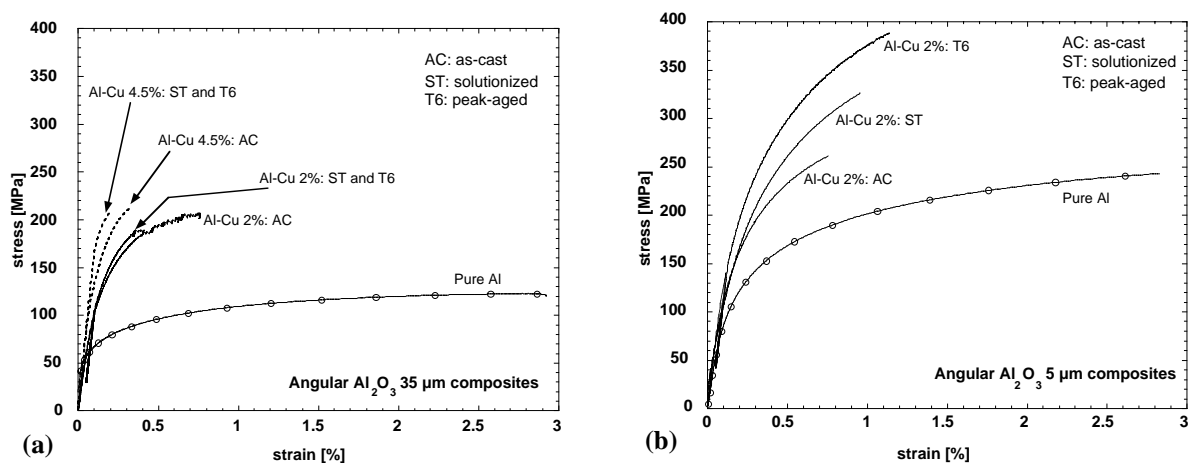 400
350
300
250
200
150
100
50
0
stress [MPa]
AC: as-cast
ST: solutionized
T6: peak-aged
Al-Cu 4.5%: ST and T6
Al-Cu 4.5%: AC
Al-Cu 2%: ST and T6
Al-Cu 2%: AC
Pure Al
Angular Al₂O₃ 35 µm composites
0 0.5 1 1.5 2 2.5 3
strain [%]
(a)
400
350
300
250
200
150
100
50
0
stress [MPa]
Al-Cu 2%: T6
AC: as-cast
ST: solutionized
T6: peak-aged
Al-Cu 2%: ST
Al-Cu 2%: AC
Pure Al
Angular Al₂O₃ 5 µm composites
0 0.5 1 1.5 2 2.5 3
strain [%]
(b)